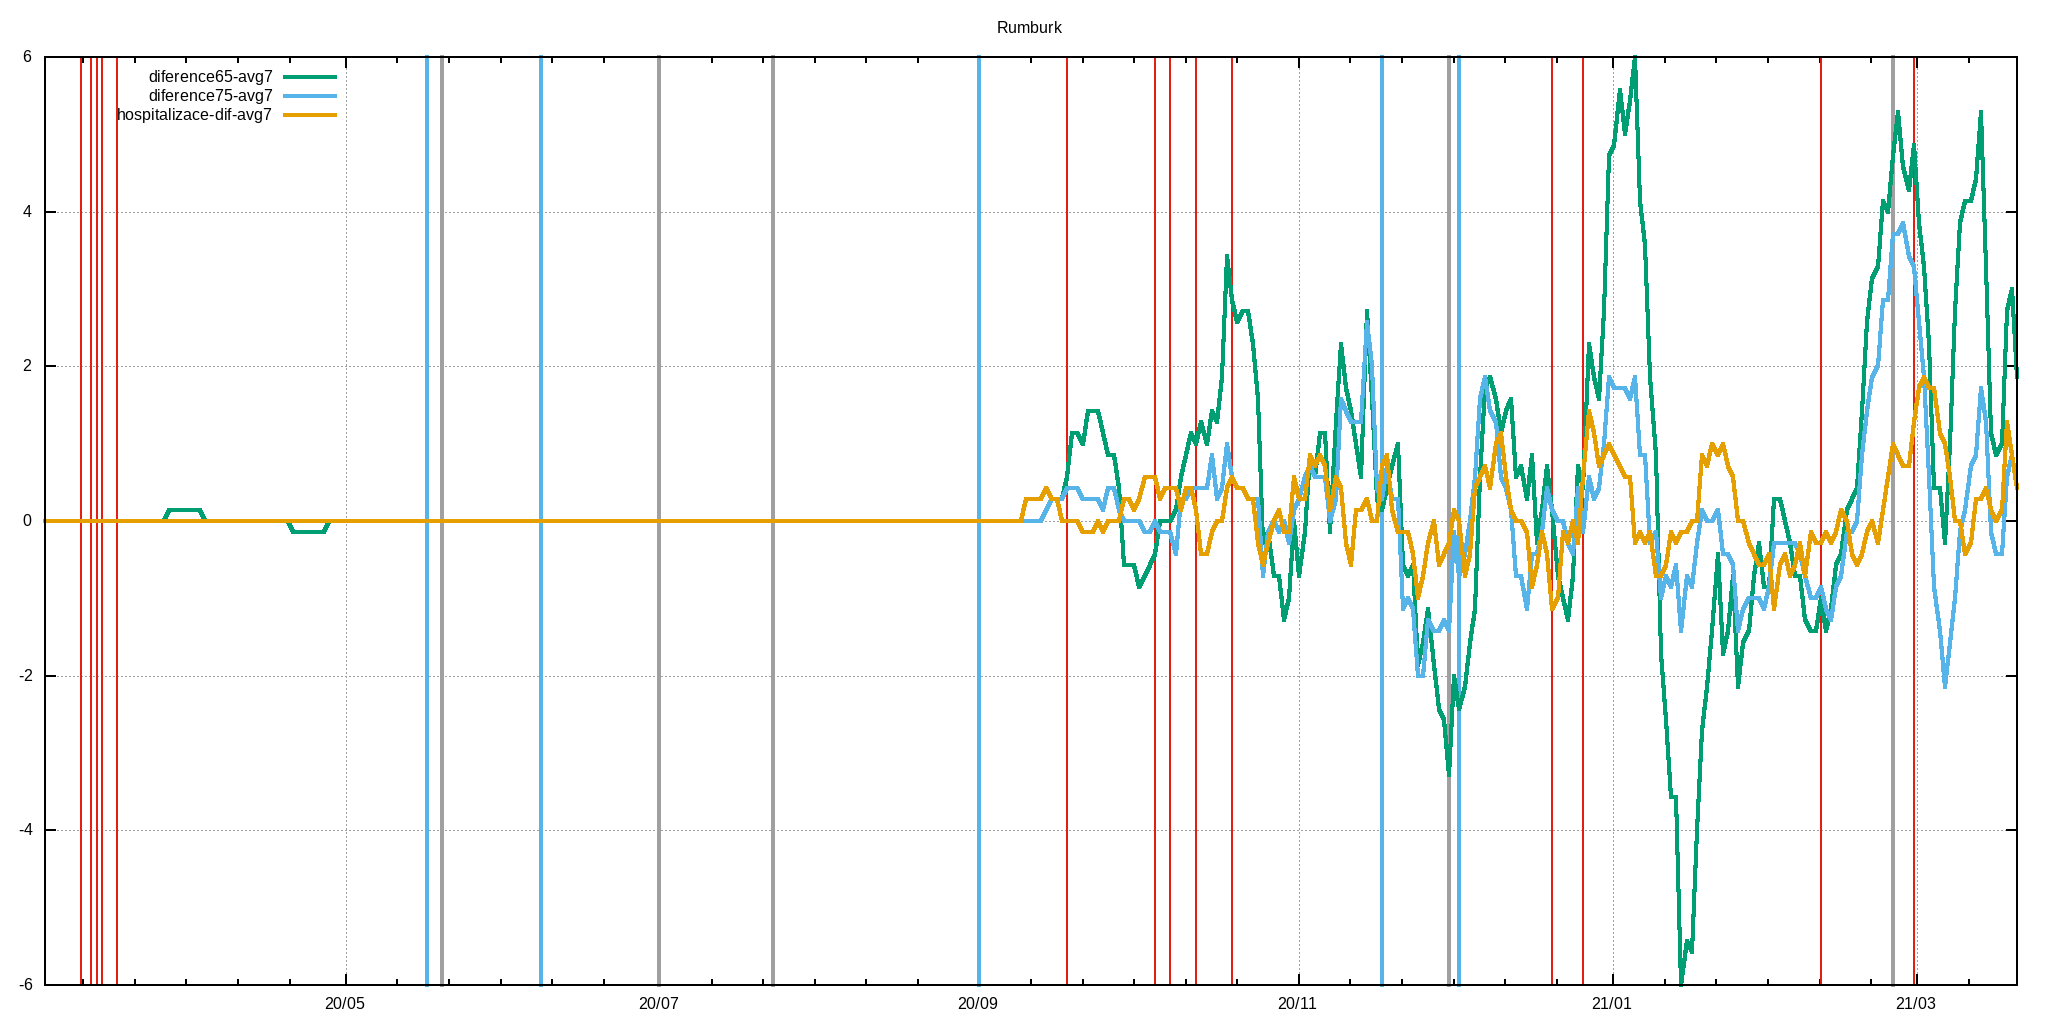 Rumburk
diference65-avg7
diference75-avg7
hospitalizace-dif-avg7
6
4
2
0
-2
-4
-6
20/05 20/07 20/09 20/11 21/01 21/03